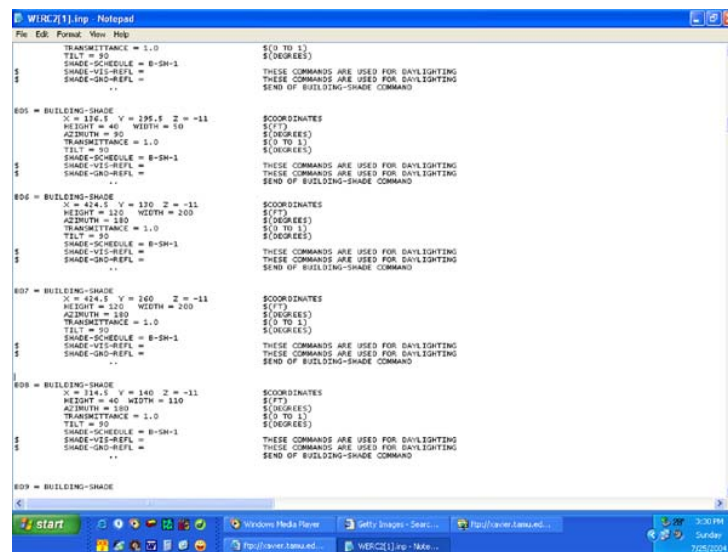 WERC2[1].inp - Notepad
File Edit Format View Help
TRANSMITTANCE = 1.0 $(0 TO 1)
TILT = 90 $(DEGREES)
SHADE-SCHEDULE = B-SH-1
$ SHADE-VIS-REFL = THESE COMMANDS ARE USED FOR DAYLIGHTING
$ SHADE-GND-REFL = THESE COMMANDS ARE USED FOR DAYLIGHTING
.. $END OF BUILDING-SHADE COMMAND
B05 = BUILDING-SHADE
X = 136.5 Y = 295.5 Z = -11 $COORDINATES
HEIGHT = 40 WIDTH = 50 $(FT)
AZIMUTH = 90 $(DEGREES)
TRANSMITTANCE = 1.0 $(0 TO 1)
TILT = 90 $(DEGREES)
SHADE-SCHEDULE = B-SH-1
$ SHADE-VIS-REFL = THESE COMMANDS ARE USED FOR DAYLIGHTING
$ SHADE-GND-REFL = THESE COMMANDS ARE USED FOR DAYLIGHTING
.. $END OF BUILDING-SHADE COMMAND
B06 = BUILDING-SHADE
X = 424.5 Y = 130 Z = -11 $COORDINATES
HEIGHT = 120 WIDTH = 200 $(FT)
AZIMUTH = 180 $(DEGREES)
TRANSMITTANCE = 1.0 $(0 TO 1)
TILT = 90 $(DEGREES)
SHADE-SCHEDULE = B-SH-1
$ SHADE-VIS-REFL = THESE COMMANDS ARE USED FOR DAYLIGHTING
$ SHADE-GND-REFL = THESE COMMANDS ARE USED FOR DAYLIGHTING
.. $END OF BUILDING-SHADE COMMAND
B07 = BUILDING-SHADE
X = 424.5 Y = 260 Z = -11 $COORDINATES
HEIGHT = 120 WIDTH = 200 $(FT)
AZIMUTH = 180 $(DEGREES)
TRANSMITTANCE = 1.0 $(0 TO 1)
TILT = 90 $(DEGREES)
SHADE-SCHEDULE = B-SH-1
$ SHADE-VIS-REFL = THESE COMMANDS ARE USED FOR DAYLIGHTING
$ SHADE-GND-REFL = THESE COMMANDS ARE USED FOR DAYLIGHTING
.. $END OF BUILDING-SHADE COMMAND
B08 = BUILDING-SHADE
X = 314.5 Y = 140 Z = -11 $COORDINATES
HEIGHT = 40 WIDTH = 110 $(FT)
AZIMUTH = 180 $(DEGREES)
TRANSMITTANCE = 1.0 $(0 TO 1)
TILT = 90 $(DEGREES)
SHADE-SCHEDULE = B-SH-1
$ SHADE-VIS-REFL = THESE COMMANDS ARE USED FOR DAYLIGHTING
$ SHADE-GND-REFL = THESE COMMANDS ARE USED FOR DAYLIGHTING
.. $END OF BUILDING-SHADE COMMAND
B09 = BUILDING-SHADE
start Windows Media Player Getty Images - Searc... ftp://xavier.tamu.ed... 3:30 PM
Sunday
ftp://xavier.tamu.ed... WERC2[1].inp - Note... 7/25/2004